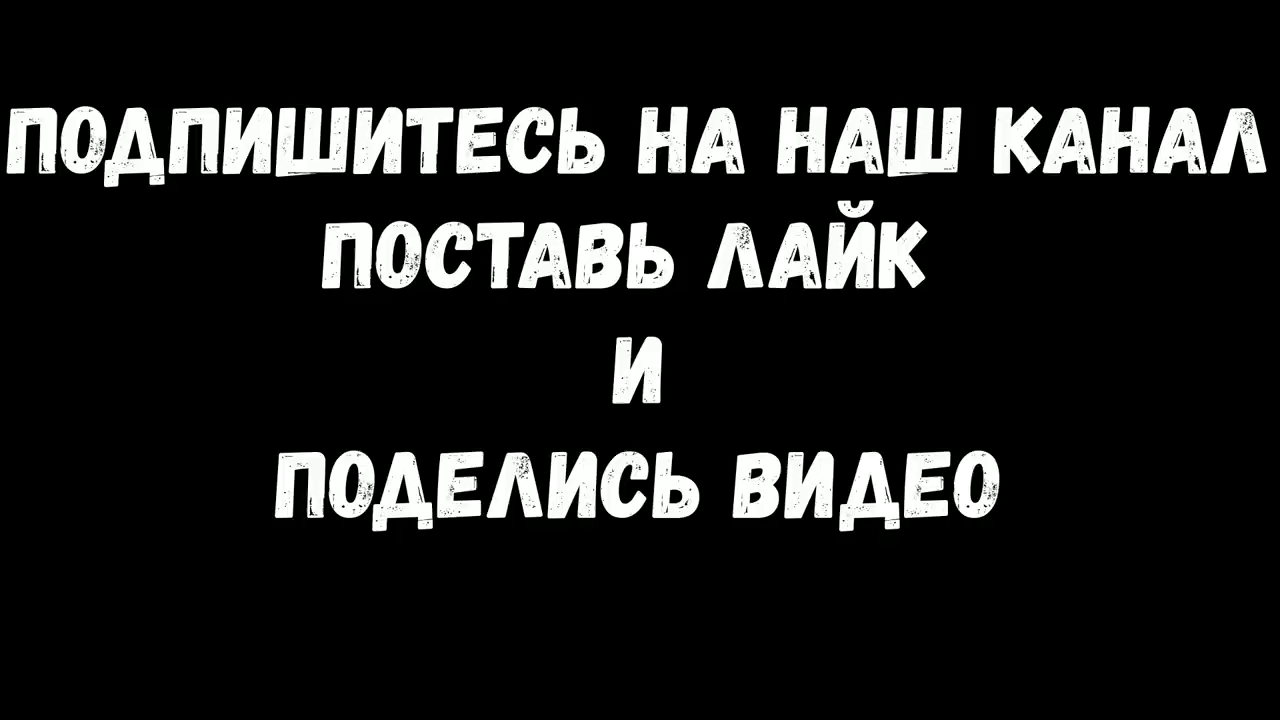 ПОДПИШИТЕСЬ НА НАШ КАНАЛ
ПОСТАВЬ ЛАЙК
И
ПОДЕЛИСЬ ВИДЕО